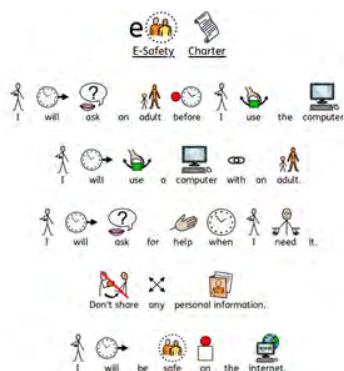 e
E-Safety Charter
I will ask an adult before I use the computer
I will use a computer with an adult.
I will ask for help when I need it.
Don't share any personal information.
I will be safe on the internet.